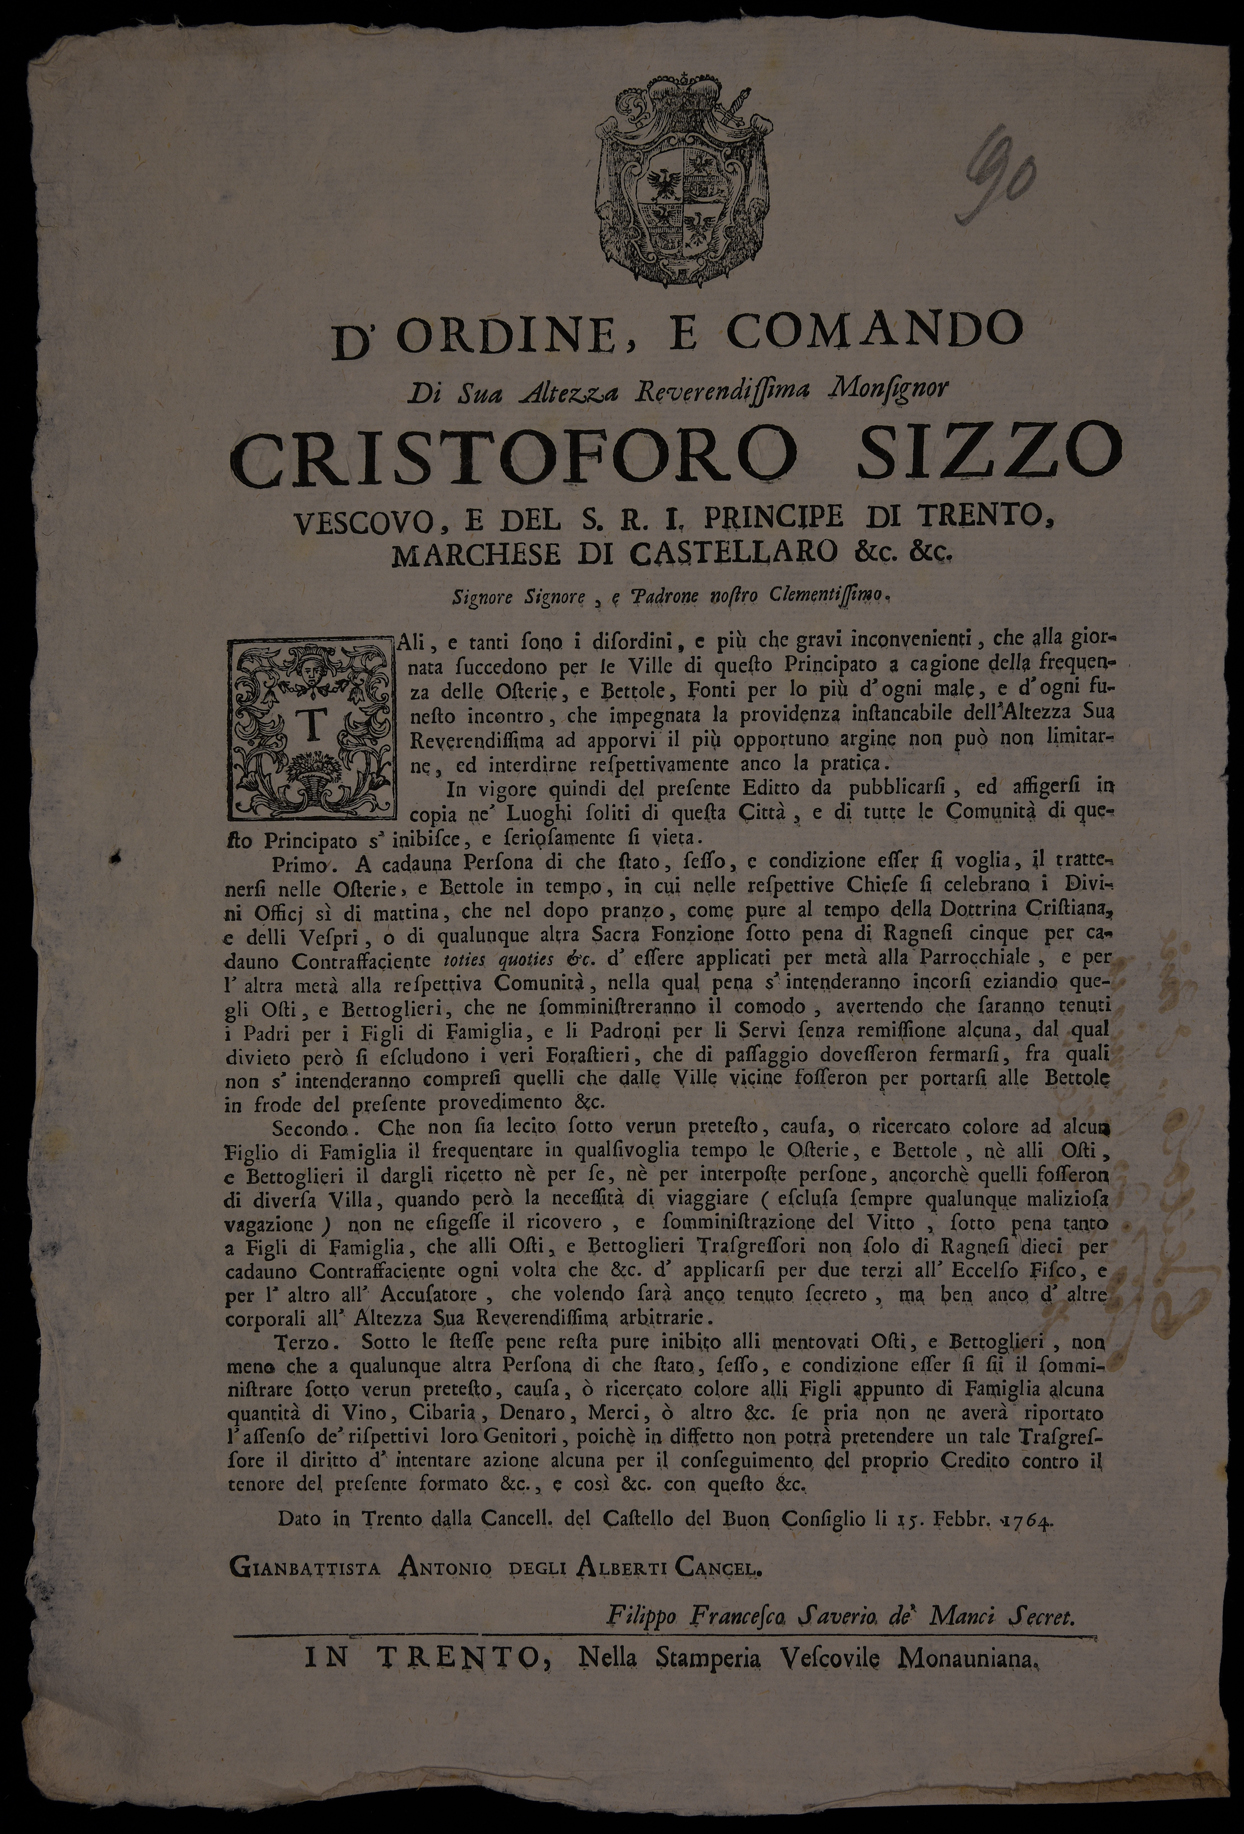 90
D' ORDINE, E COMANDO
Di Sua Altezza Reverendiſſima Monſignor
CRISTOFORO SIZZO
VESCOVO, E DEL S. R. I. PRINCIPE DI TRENTO,
MARCHESE DI CASTELLARO &c. &c.
Signore Signore, e Padrone noſtro Clementiſſimo.
TAli, e tanti ſono i diſordini, e più che gravi inconvenienti, che alla gior-
nata ſuccedono per le Ville di queſto Principato a cagione della frequen-
za delle Oſterie, e Bettole, Fonti per lo più d' ogni male, e d' ogni fu-
neſto incontro, che impegnata la providenza inſtancabile dell' Altezza Sua
Reverendiſſima ad apporvi il più opportuno argine non può non limitar-
ne, ed interdirne reſpettivamente anco la pratica.
In vigore quindi del preſente Editto da pubblicarſi, ed affigerſi in
copia ne' Luoghi ſoliti di queſta Città, e di tutte le Comunità di que-
ſto Principato s' inibiſce, e ſerioſamente ſi vieta.
Primo. A cadauna Perſona di che ſtato, ſeſſo, e condizione eſſer ſi voglia, il tratte-
nerſi nelle Oſterie, e Bettole in tempo, in cui nelle reſpettive Chieſe ſi celebrano i Divi-
ni Officj sì di mattina, che nel dopo pranzo, come pure al tempo della Dottrina Criſtiana,
e delli Veſpri, o di qualunque altra Sacra Fonzione ſotto pena di Ragneſi cinque per ca-
dauno Contraffaciente toties quoties &c. d' eſſere applicati per metà alla Parrocchiale, e per
l' altra metà alla reſpettiva Comunità, nella qual pena s' intenderanno incorſi eziandio que-
gli Oſti, e Bettoglieri, che ne ſomminiſtreranno il comodo, avertendo che ſaranno tenuti
i Padri per i Figli di Famiglia, e li Padroni per li Servi ſenza remiſſione alcuna, dal qual
divieto però ſi eſcludono i veri Foraſtieri, che di paſſaggio doveſſeron fermarſi, fra quali
non s' intenderanno compreſi quelli che dalle Ville vicine foſſeron per portarſi alle Bettole
in frode del preſente provedimento &c.
Secondo. Che non ſia lecito ſotto verun preteſto, cauſa, o ricercato colore ad alcun
Figlio di Famiglia il frequentare in qualſivoglia tempo le Oſterie, e Bettole, nè alli Oſti,
e Bettoglieri il dargli ricetto nè per ſe, nè per interpoſte perſone, ancorchè quelli foſſeron
di diverſa Villa, quando però la neceſſità di viaggiare ( eſcluſa ſempre qualunque malizioſa
vagazione ) non ne eſigeſſe il ricovero, e ſomminiſtrazione del Vitto, ſotto pena tanto
a Figli di Famiglia, che alli Oſti, e Bettoglieri Traſgreſſori non ſolo di Ragneſi dieci per
cadauno Contraffaciente ogni volta che &c. d' applicarſi per due terzi all' Eccelſo Fiſco, e
per l' altro all' Accuſatore, che volendo ſarà anco tenuto ſecreto, ma ben anco d' altre
corporali all' Altezza Sua Reverendiſſima arbitrarie.
Terzo. Sotto le ſteſſe pene reſta pure inibito alli mentovati Oſti, e Bettoglieri, non
meno che a qualunque altra Perſona di che ſtato, ſeſſo, e condizione eſſer ſi ſii il ſommi-
niſtrare ſotto verun preteſto, cauſa, ò ricercato colore alli Figli appunto di Famiglia alcuna
quantità di Vino, Cibaria, Denaro, Merci, ò altro &c. ſe pria non ne averà riportato
l' aſſenſo de' riſpettivi loro Genitori, poichè in diffetto non potrà pretendere un tale Traſgreſ-
ſore il diritto d' intentare azione alcuna per il conſeguimento del proprio Credito contro il
tenore del preſente formato &c., e così &c. con queſto &c.
Dato in Trento dalla Cancell. del Caſtello del Buon Conſiglio li 15. Febbr. 1764.
GIANBATTISTA ANTONIO DEGLI ALBERTI CANCEL.
Filippo Franceſco Saverio de' Manci Secret.
IN TRENTO, Nella Stamperia Veſcovile Monauniana.